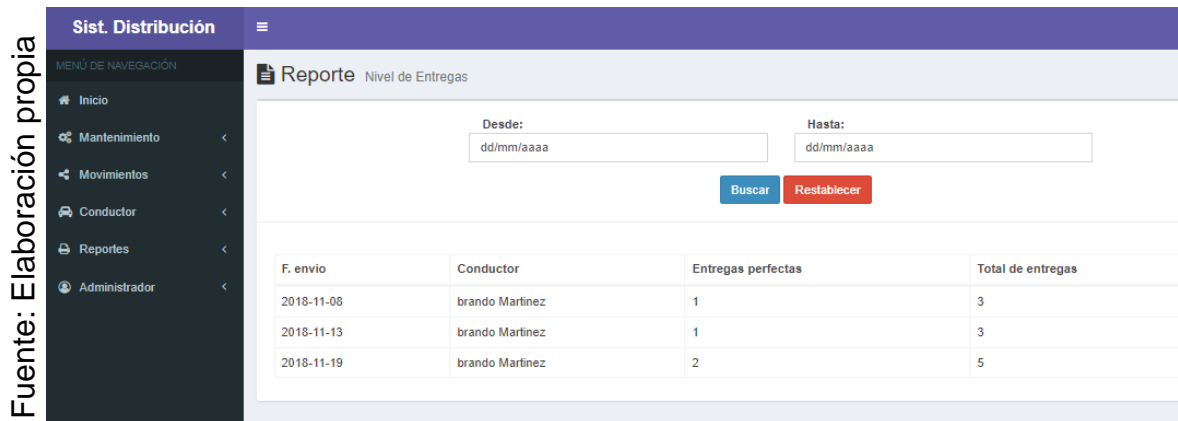 Fuente: Elaboración propia
Sist. Distribución
MENÚ DE NAVEGACIÓN
Inicio
Mantenimiento
Movimientos
Conductor
Reportes
Administrador
Reporte Nivel de Entregas
Desde: Hasta:
dd/mm/aaaa dd/mm/aaaa
Buscar Restablecer
F. envio Conductor Entregas perfectas Total de entregas
2018-11-08 brando Martinez 1 3
2018-11-13 brando Martinez 1 3
2018-11-19 brando Martinez 2 5